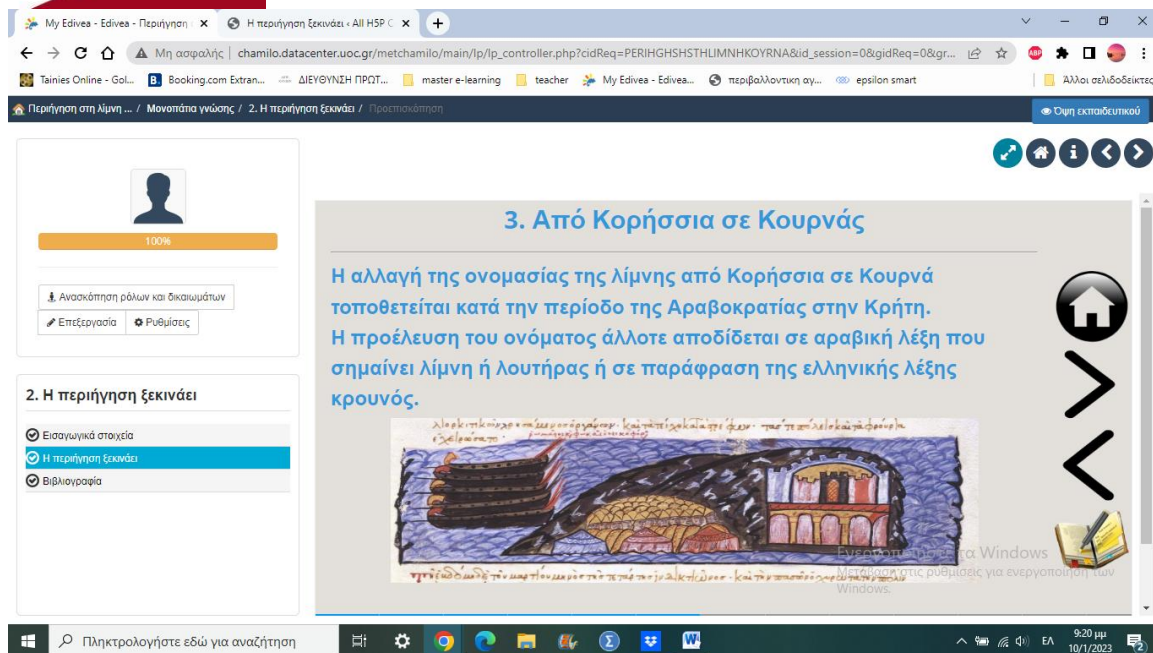 My Edivea - Edivea - Περιήγηση
Η περιήγηση ξεκινάει ‹ All H5P C
Μη ασφαλής | chamilo.datacenter.uoc.gr/metchamilo/main/lp/lp_controller.php?cidReq=PERIHGHSHSTHLIMNHKOYRNA&id_session=0&gidReq=0&gr...
ABP
Tainies Online - Gol... B. Booking.com Extran... ΔΙΕΥΘΥΝΣΗ ΠΡΩΤ... master e-learning teacher My Edivea - Edivea... περιβαλλοντικη αγ... epsilon smart Άλλοι σελιδοδείκτες
Περιήγηση στη λίμνη ... / Μονοπάτια γνώσης / 2. Η περιήγηση ξεκινάει / Προεπισκόπηση
Όψη εκπαιδευτικού
100%
Ανασκόπηση ρόλων και δικαιωμάτων
Επεξεργασία Ρυθμίσεις
2. Η περιήγηση ξεκινάει
Εισαγωγικά στοιχεία
Η περιήγηση ξεκινάει
Βιβλιογραφία
3. Από Κορήσσια σε Κουρνάς
Η αλλαγή της ονομασίας της λίμνης από Κορήσσια σε Κουρνά
τοποθετείται κατά την περίοδο της Αραβοκρατίας στην Κρήτη.
Η προέλευση του ονόματος άλλοτε αποδίδεται σε αραβική λέξη που
σημαίνει λίμνη ή λουτήρας ή σε παράφραση της ελληνικής λέξης
κρουνός.
Ενεργοποιήστε τα Windows
Μετάβαση στις ρυθμίσεις για ενεργοποίηση των
Windows.
Πληκτρολογήστε εδώ για αναζήτηση
ΕΛ
9:20 μμ
10/1/2023